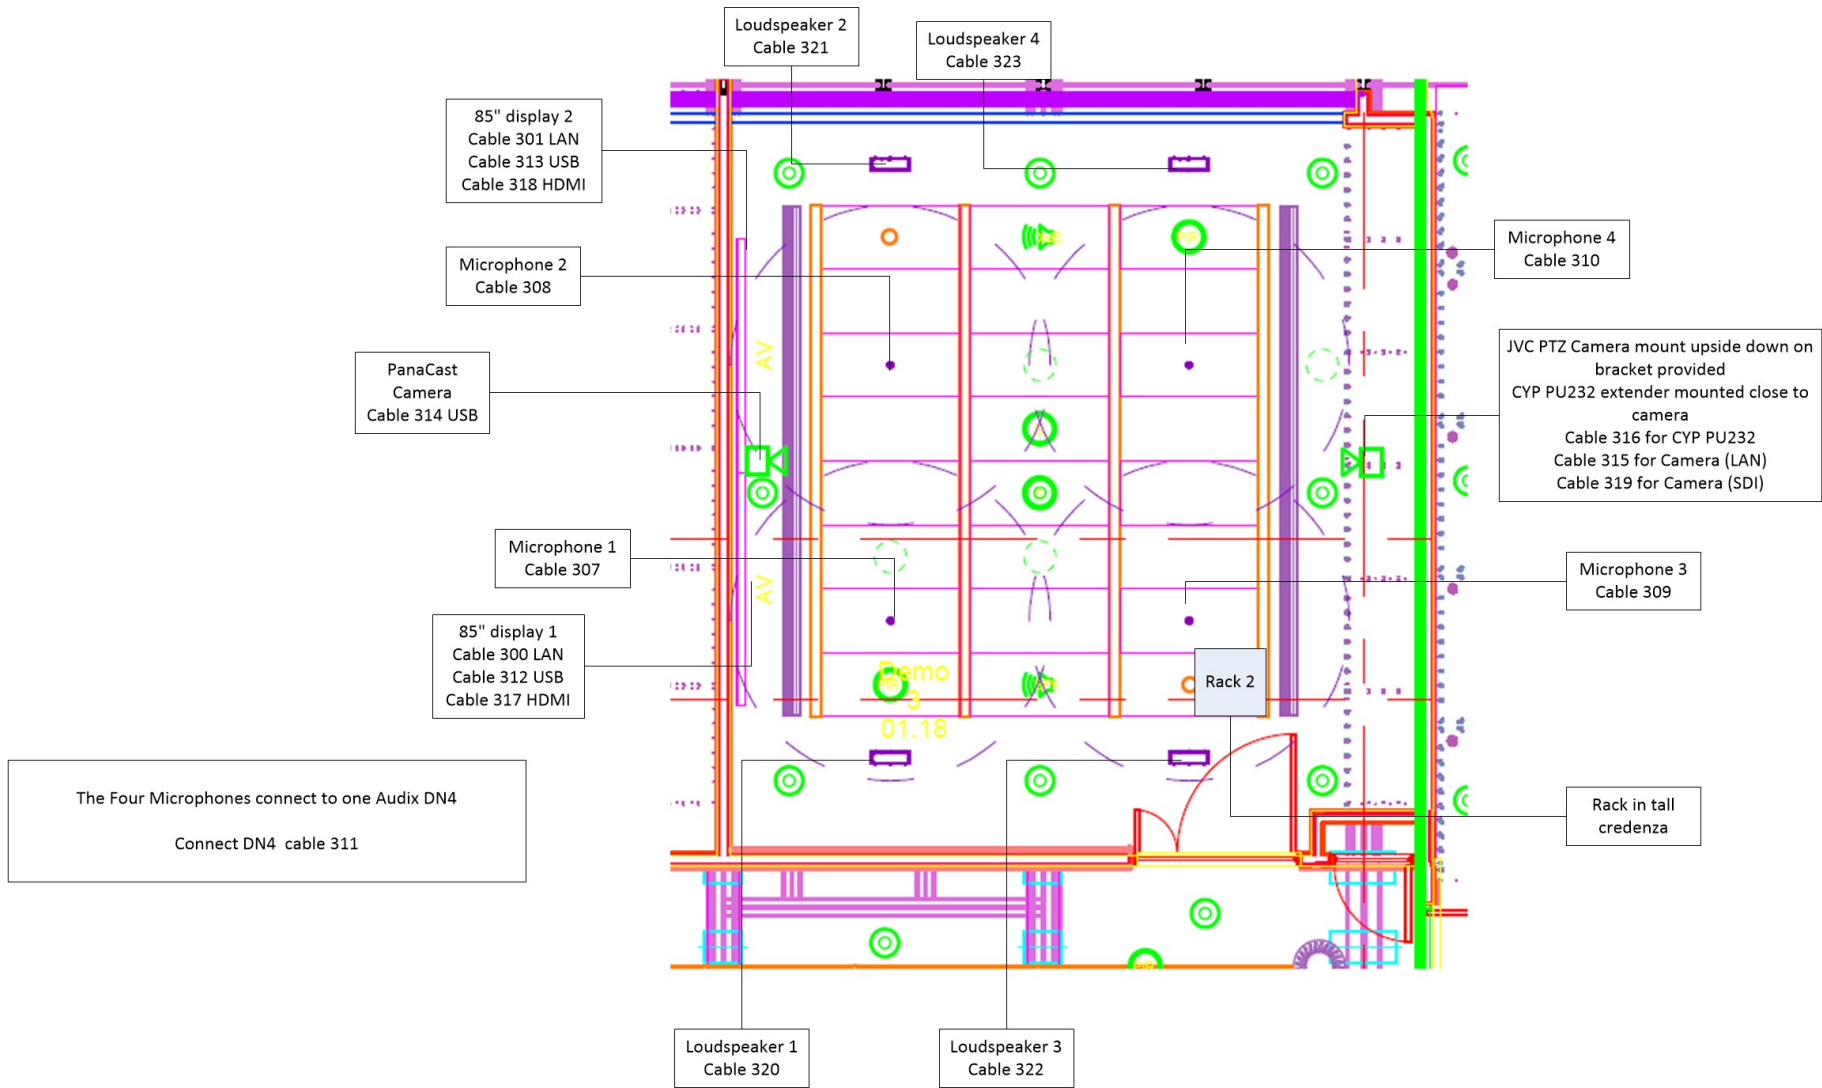 Loudspeaker 2
Cable 321
Loudspeaker 4
Cable 323
85" display 2
Cable 301 LAN
Cable 313 USB
Cable 318 HDMI
Microphone 2
Cable 308
Microphone 4
Cable 310
PIR
AV
PanaCast
Camera
Cable 314 USB
JVC PTZ Camera mount upside down on
bracket provided
CYP PU232 extender mounted close to
camera
Cable 316 for CYP PU232
Cable 315 for Camera (LAN)
Cable 319 for Camera (SDI)
Microphone 1
Cable 307
AV
Microphone 3
Cable 309
85" display 1
Cable 300 LAN
Cable 312 USB
Cable 317 HDMI
Demo
3
01.18
Rack 2
The Four Microphones connect to one Audix DN4
Connect DN4 cable 311
Rack in tall
credenza
PIR
Loudspeaker 1
Cable 320
Loudspeaker 3
Cable 322